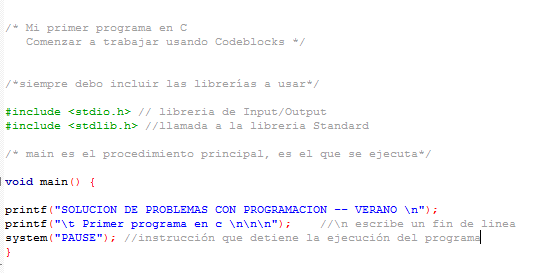 /* Mi primer programa en C
Comenzar a trabajar usando Codeblocks */
/*siempre debo incluir las librerías a usar*/
#include <stdio.h> // libreria de Input/Output
#include <stdlib.h> //llamada a la libreria Standard
/* main es el procedimiento principal, es el que se ejecuta*/
void main() {
printf("SOLUCION DE PROBLEMAS CON PROGRAMACION -- VERANO \n");
printf("\t Primer programa en c \n\n\n"); //\n escribe un fin de linea
system("PAUSE"); //instrucción que detiene la ejecución del programa
}